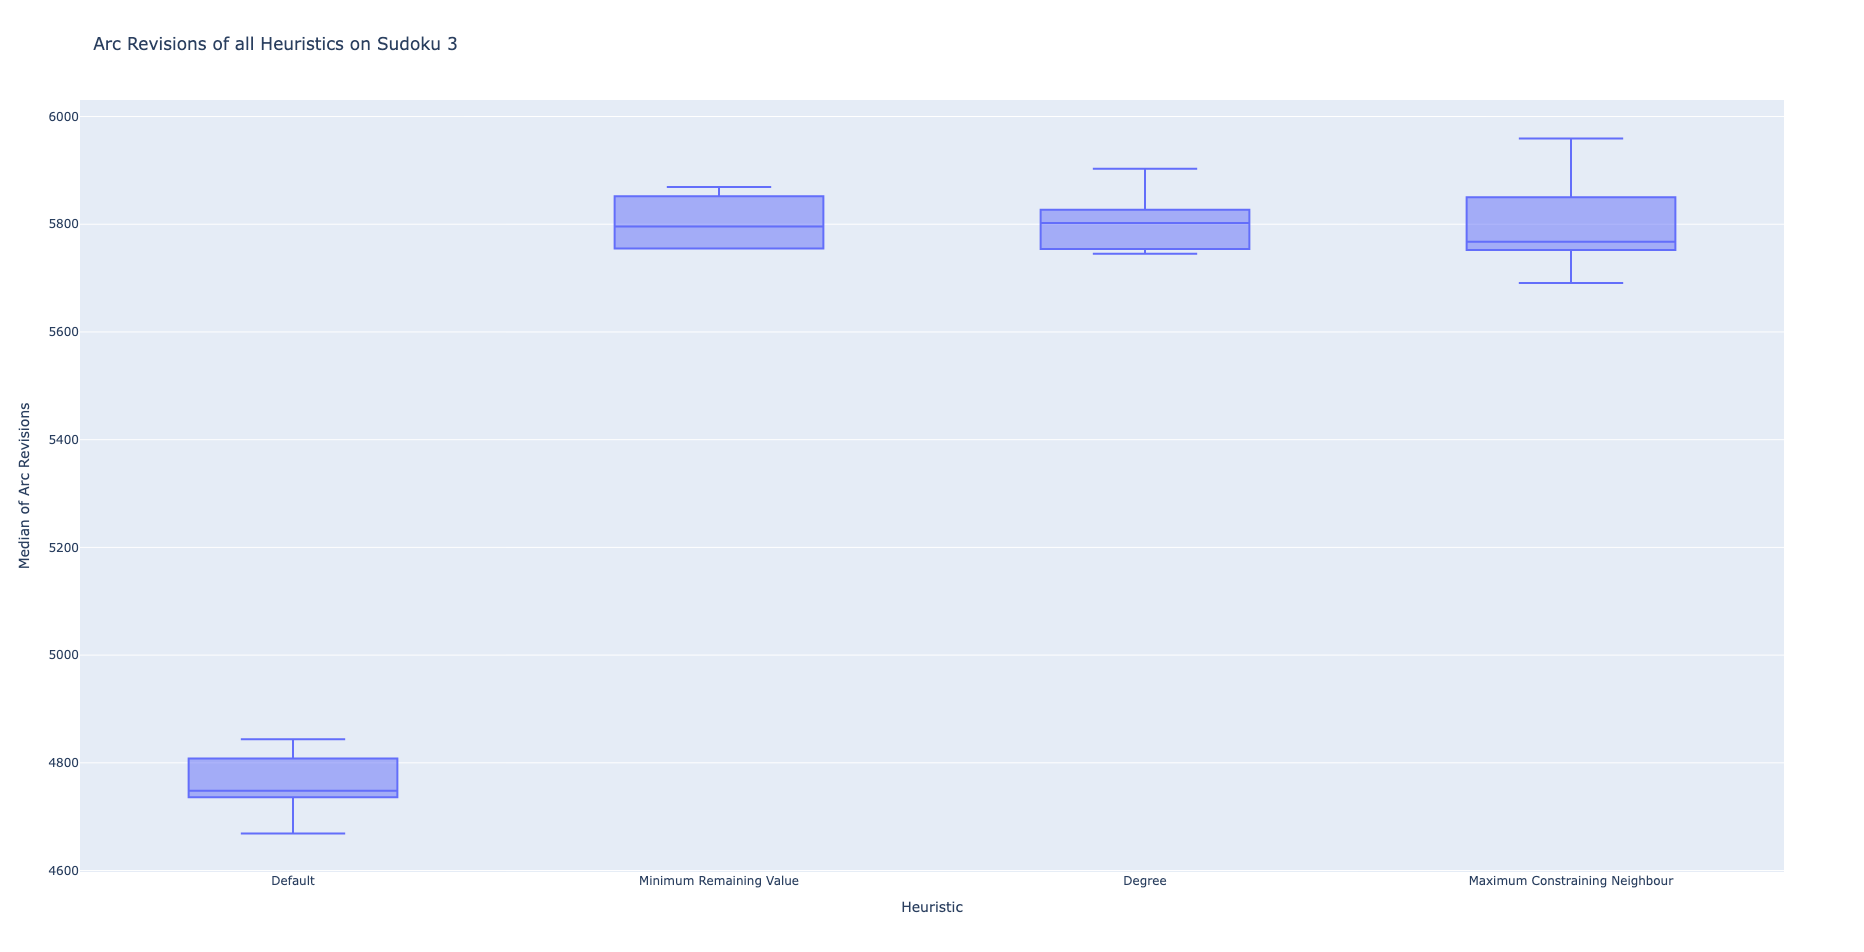 Arc Revisions of all Heuristics on Sudoku 3
6000
5800
5600
5400
5200
5000
4800
4600
Median of Arc Revisions
Default
Minimum Remaining Value
Degree
Maximum Constraining Neighbour
Heuristic